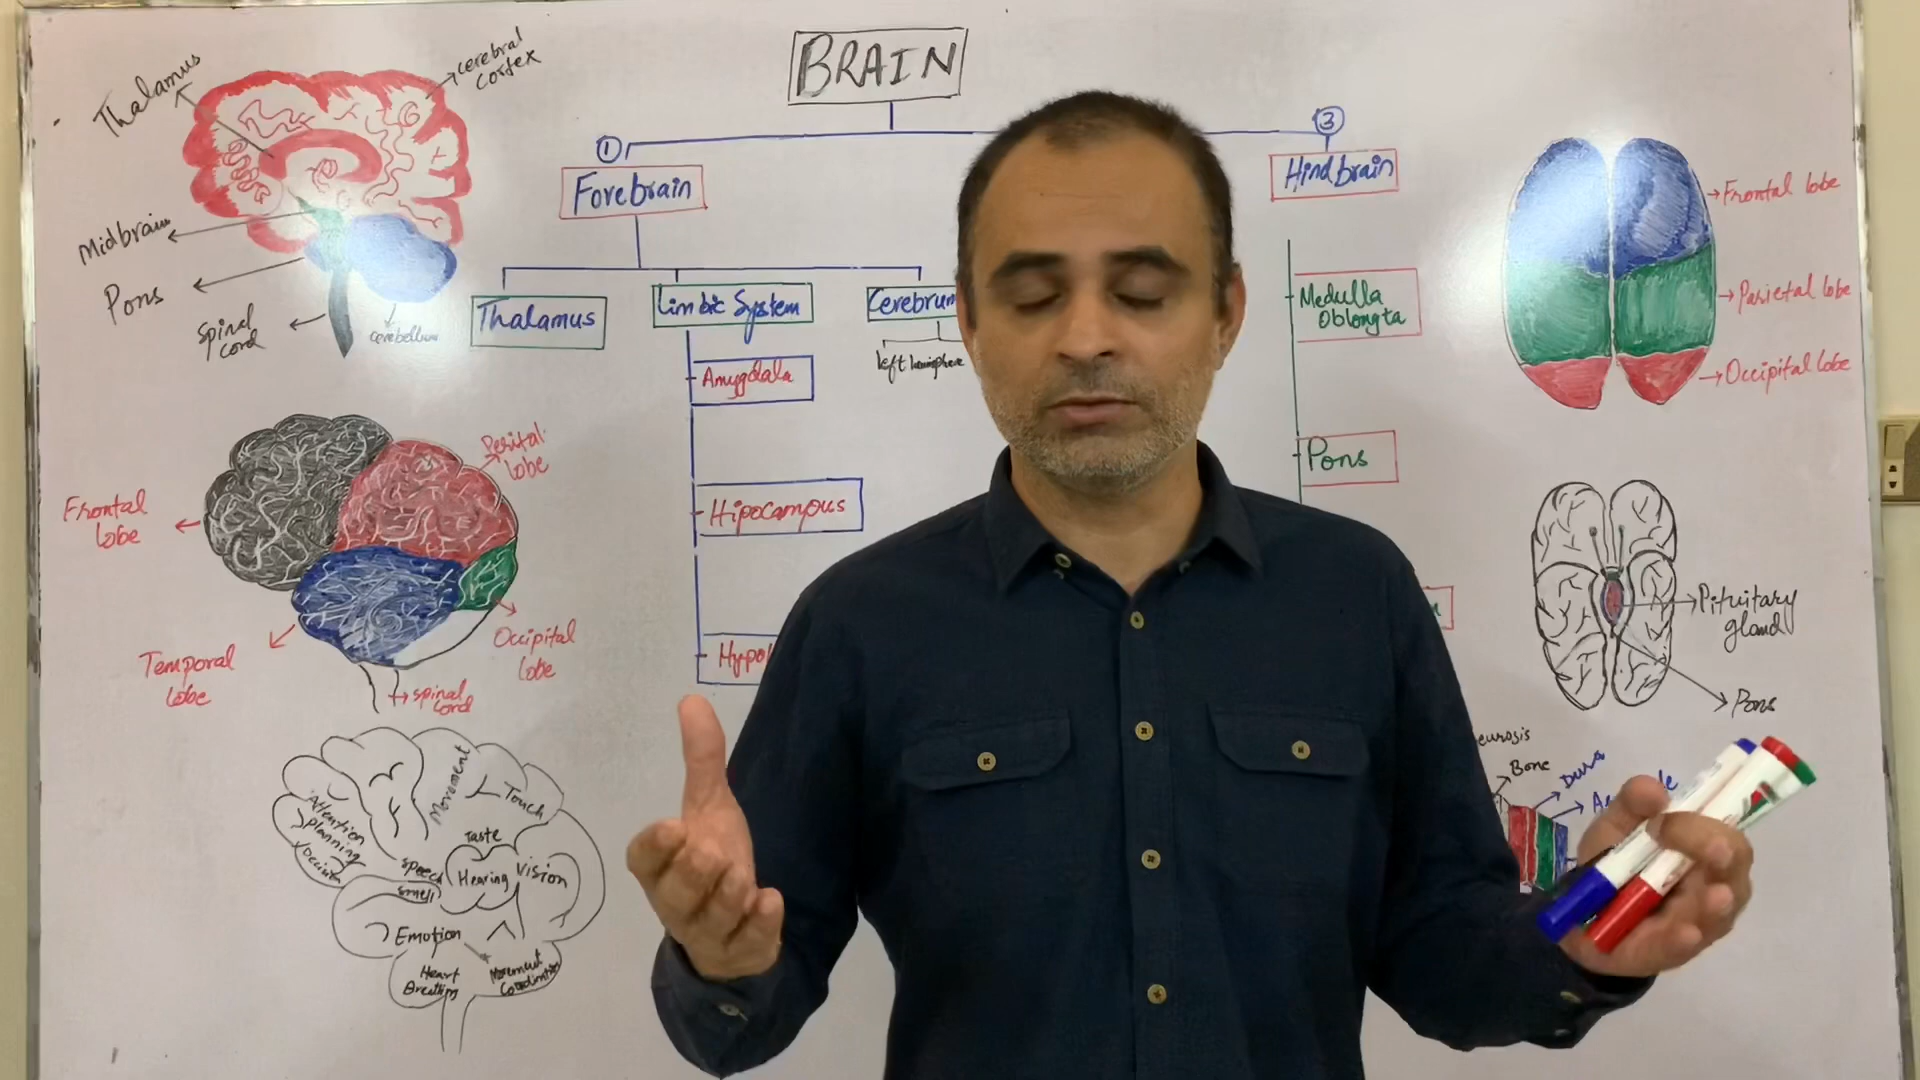 BRAIN
Thalamus
cerebral
cortex
Midbrain
Pons
spinal
cord
cerebellum
1
Forebrain
Thalamus
Limbic System
Cerebrum
left hemisphere
Amygdala
Hipocampous
Hypo
3
Hindbrain
Medulla
Oblongta
Pons
Frontal lobe
Parietal lobe
Occipital lobe
Perital
lobe
Frontal
lobe
Temporal
lobe
Occipital
lobe
spinal
cord
Pituitary
gland
Pons
Bone
Dura
Movement
Touch
Attention
planning
Taste
speech
Hearing
vision
smell
Emotion
Heart
Breathing
Movement
Coordination